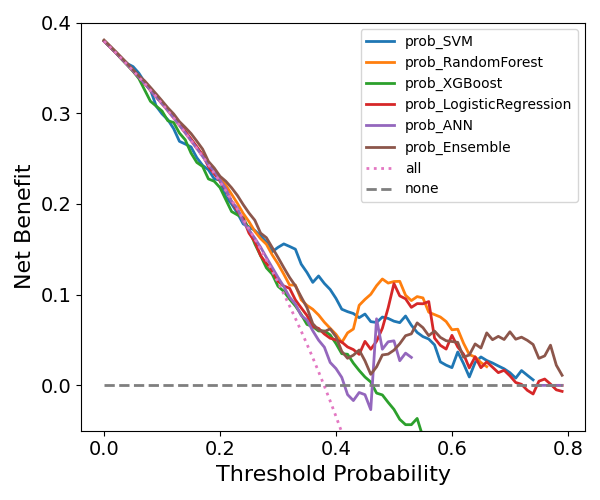 0.4
0.3
0.2
0.1
0.0
Net Benefit
prob_SVM
prob_RandomForest
prob_XGBoost
prob_LogisticRegression
prob_ANN
prob_Ensemble
all
none
0.0 0.2 0.4 0.6 0.8
Threshold Probability